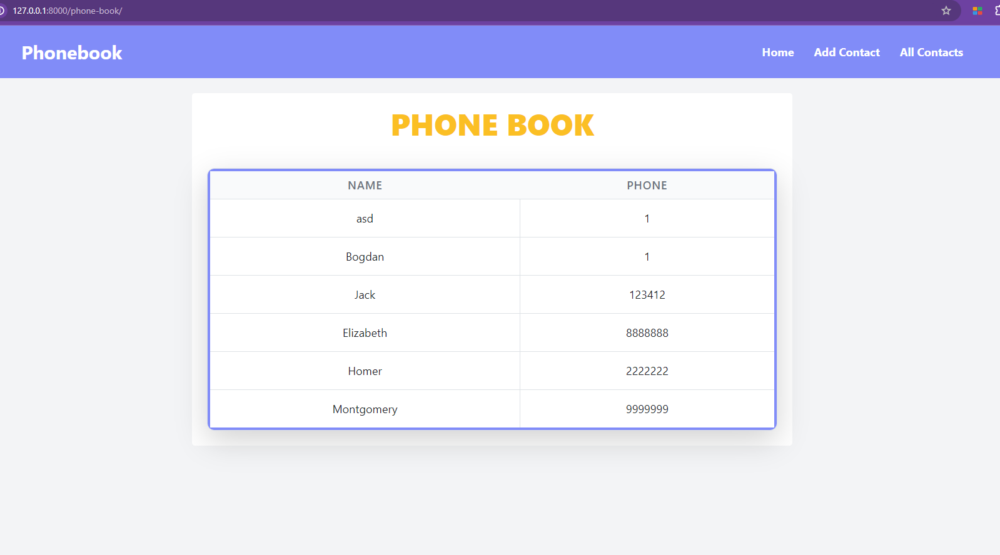 127.0.0.1:8000/phone-book/
Phonebook
Home Add Contact All Contacts
PHONE BOOK
NAME PHONE
asd 1
Bogdan 1
Jack 123412
Elizabeth 8888888
Homer 2222222
Montgomery 9999999